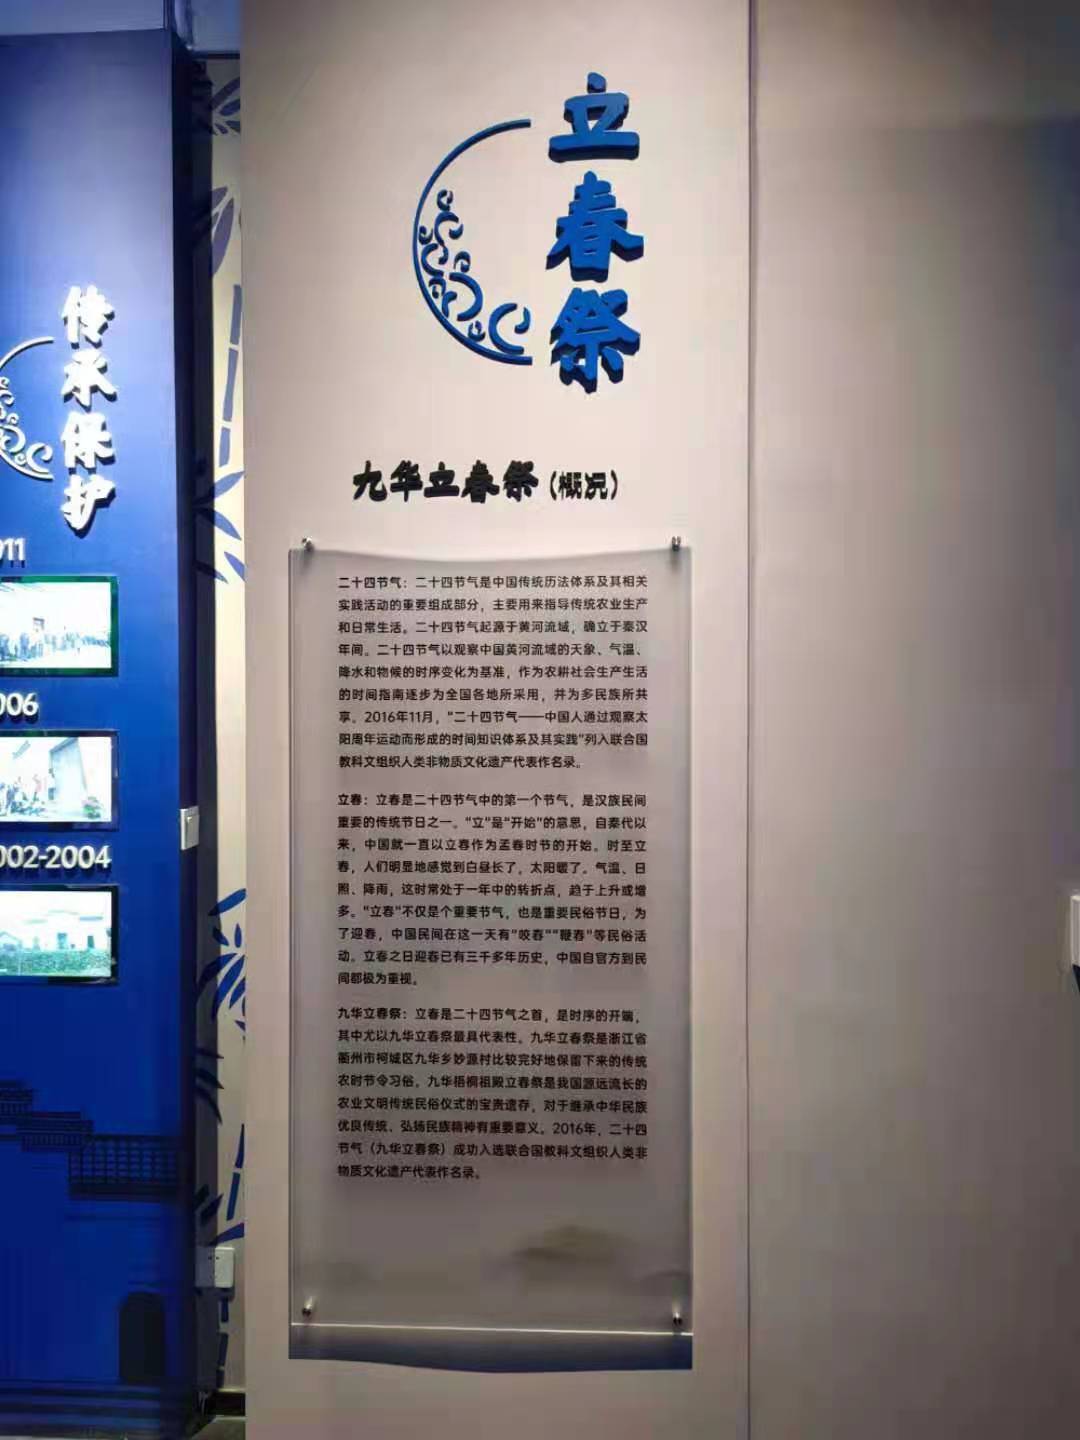 立春祭
传承保护
九华立春祭（概况）
二十四节气：二十四节气是中国传统历法体系及其相关
实践活动的重要组成部分，主要用来指导传统农业生产
和日常生活。二十四节气起源于黄河流域，确立于秦汉
年间。二十四节气以观察中国黄河流域的天象、气温、
降水和物候的时序变化为基准，作为农耕社会生产生活
的时间指南逐步为全国各地所采用，并为多民族所共
享。2016年11月，“二十四节气——中国人通过观察太
阳周年运动而形成的时间知识体系及其实践”列入联合国
教科文组织人类非物质文化遗产代表作名录。
立春：立春是二十四节气中的第一个节气，是汉族民间
重要的传统节日之一。“立”是“开始”的意思，自秦代以
来，中国就一直以立春作为孟春时节的开始。时至立
春，人们明显地感觉到白昼长了，太阳暖了。气温、日
照、降雨，这时常处于一年中的转折点，趋于上升或增
多。“立春”不仅是个重要节气，也是重要民俗节日，为
了迎春，中国民间在这一天有“咬春”“鞭春”等民俗活
动。立春之日迎春已有三千多年历史，中国自官方到民
间都极为重视。
九华立春祭：立春是二十四节气之首，是时序的开端，
其中尤以九华立春祭最具代表性。九华立春祭是浙江省
衢州市柯城区九华乡妙源村比较完好地保留下来的传统
农时节令习俗，九华梧桐祖殿立春祭是我国源远流长的
农业文明传统民俗仪式的宝贵遗存，对于继承中华民族
优良传统、弘扬民族精神有重要意义。2016年，二十四
节气（九华立春祭）成功入选联合国教科文组织人类非
物质文化遗产代表作名录。
011
006
002-2004